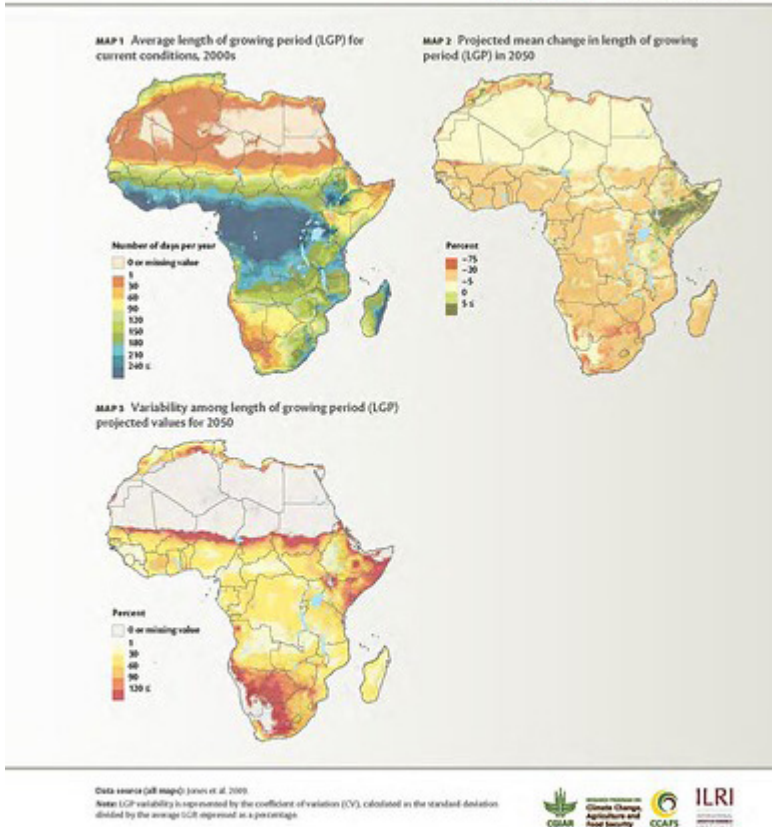 MAP 1 Average length of growing period (LGP) for
current conditions, 2000s
MAP 2 Projected mean change in length of growing
period (LGP) in 2050
Number of days per year
0 or missing value
1
30
60
90
120
150
180
210
240 ≤
Percent
−75
−20
−5
0
5 ≤
MAP 3 Variability among length of growing period (LGP)
projected values for 2050
Percent
0 or missing value
1
30
60
90
120 ≤
Data source (all maps): Jones et al. 2009.
Note: LGP variability is represented by the coefficient of variation (CV), calculated as the standard deviation
divided by the average LGP, expressed as a percentage.
CGIAR
RESEARCH PROGRAM ON
Climate Change,
Agriculture and
Food Security
CCAFS
ILRI
INTERNATIONAL